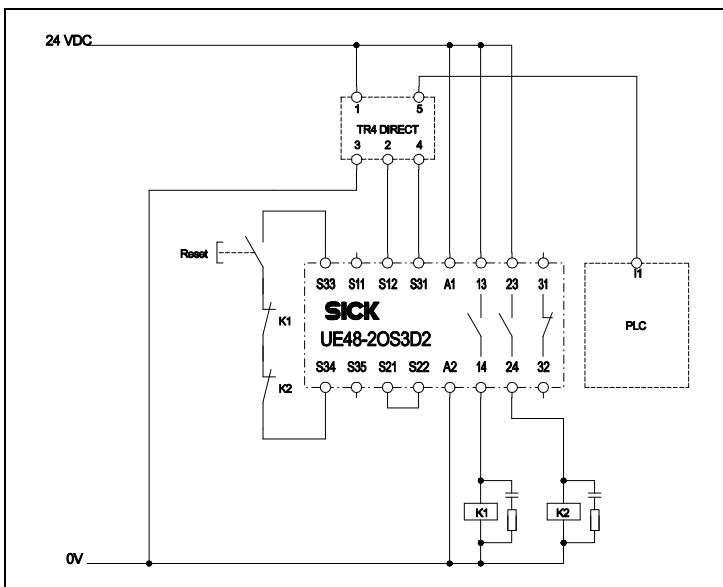 24 VDC
1 5
TR4 DIRECT
3 2 4
Reset
S33 S11 S12 S31 A1 13 23 31
I1
SICK
UE48-2OS3D2
PLC
K1
S34 S35 S21 S22 A2 14 24 32
K2
K1 K2
0V